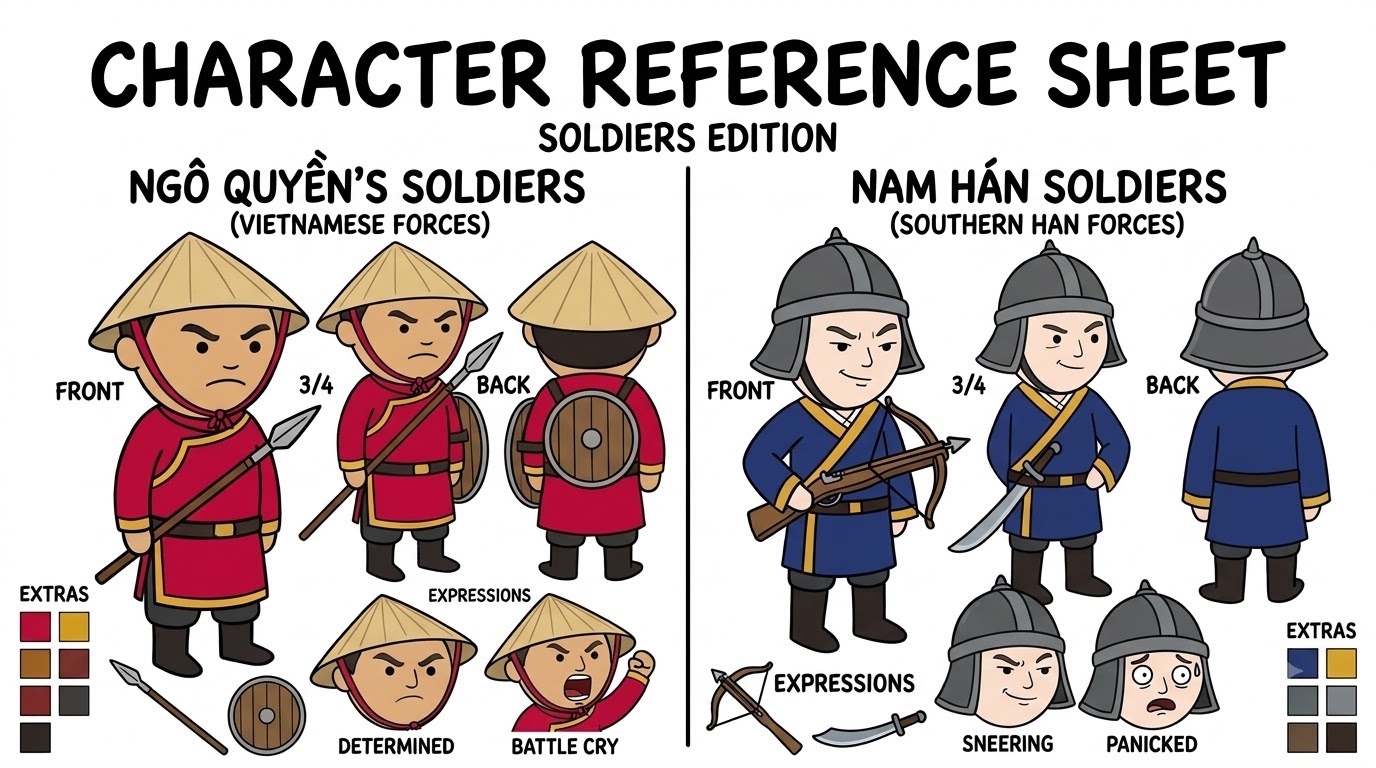 CHARACTER REFERENCE SHEET
SOLDIERS EDITION
NGÔ QUYỀN'S SOLDIERS
(VIETNAMESE FORCES)
FRONT
3/4
BACK
EXTRAS
EXPRESSIONS
DETERMINED
BATTLE CRY
NAM HÁN SOLDIERS
(SOUTHERN HAN FORCES)
FRONT
3/4
BACK
EXPRESSIONS
SNEERING
PANICKED
EXTRAS